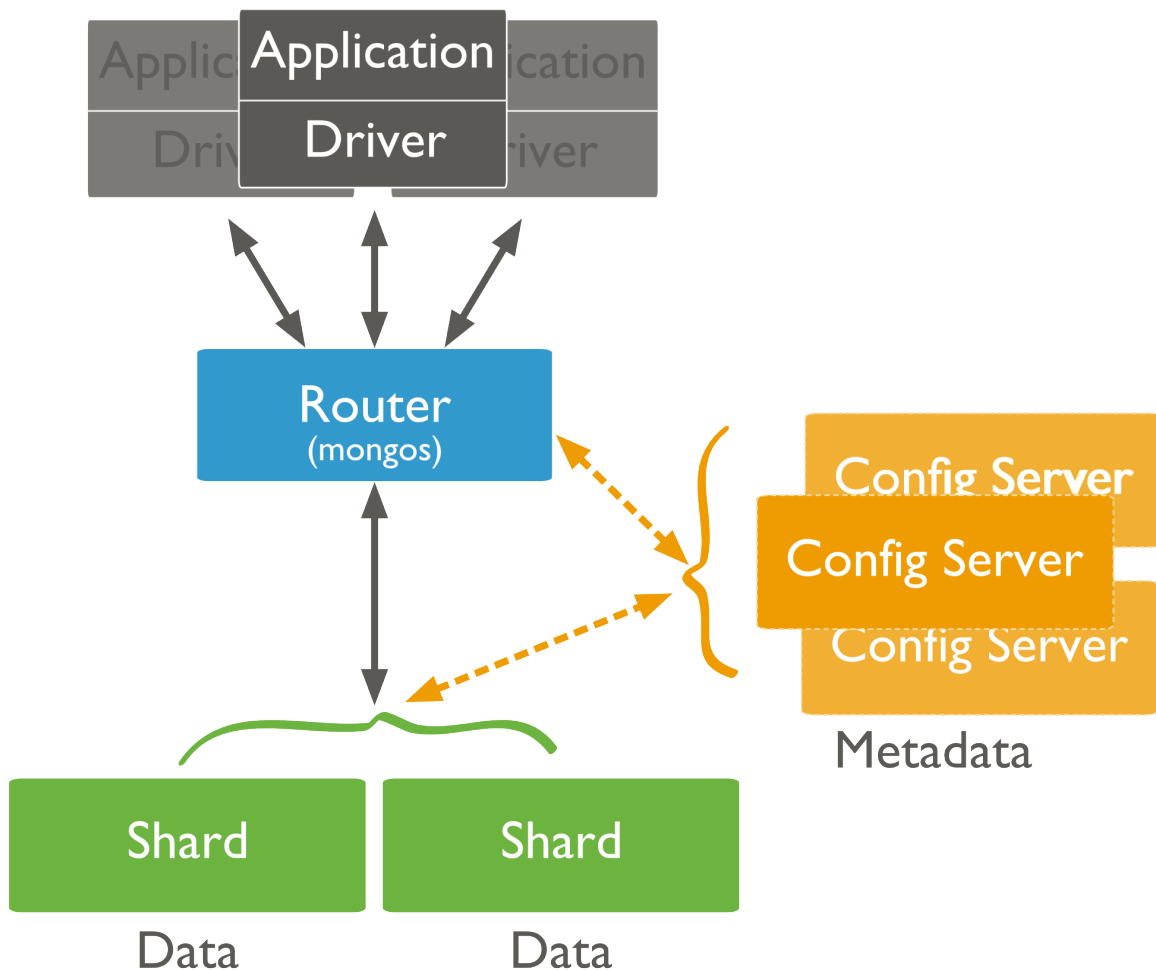 Application
Driver
Router
(mongos)
Config Server
Config Server
Config Server
Metadata
Shard
Shard
Data
Data